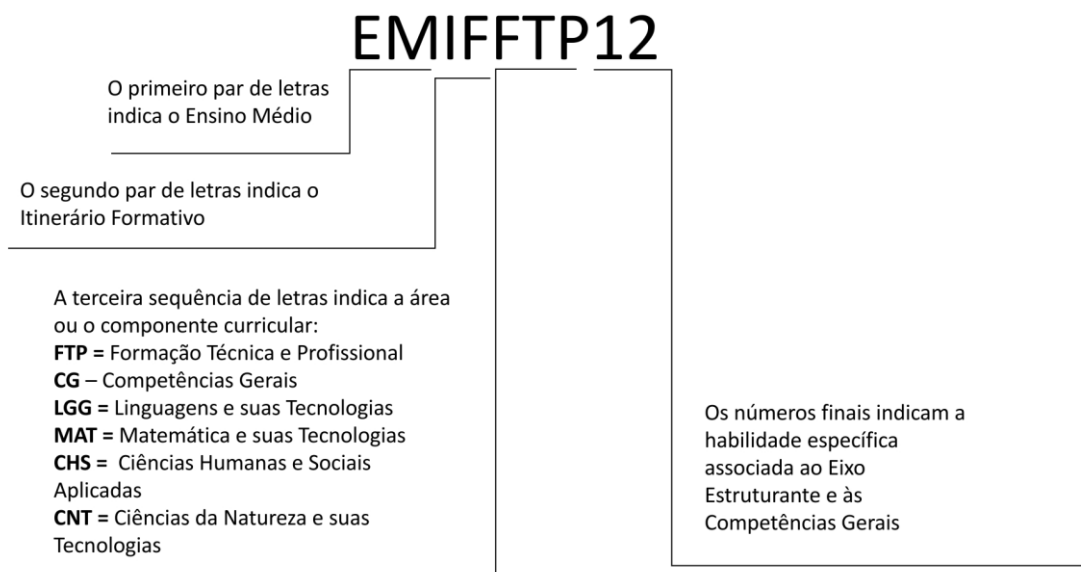 EMIFFTP12
O primeiro par de letras
indica o Ensino Médio
O segundo par de letras indica o
Itinerário Formativo
A terceira sequência de letras indica a área
ou o componente curricular:
FTP = Formação Técnica e Profissional
CG – Competências Gerais
LGG = Linguagens e suas Tecnologias
MAT = Matemática e suas Tecnologias
CHS = Ciências Humanas e Sociais
Aplicadas
CNT = Ciências da Natureza e suas
Tecnologias
Os números finais indicam a
habilidade específica
associada ao Eixo
Estruturante e às
Competências Gerais